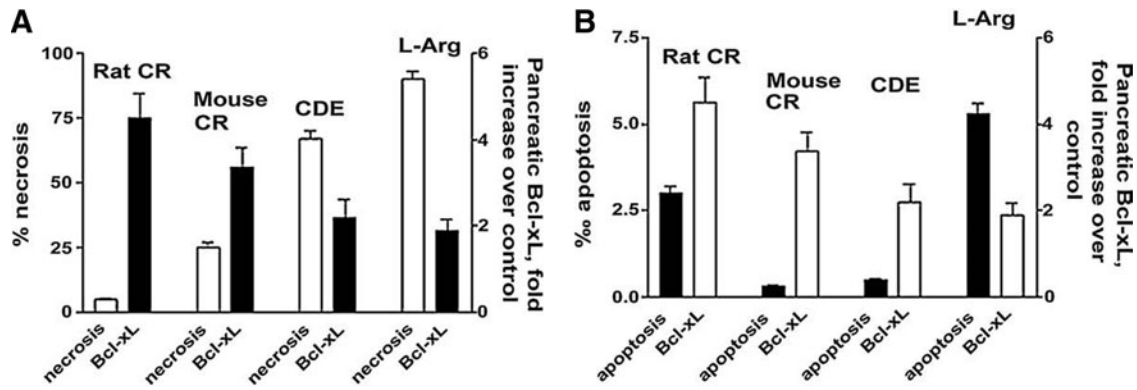 A
% necrosis
100
75
50
25
0
Rat CR
Mouse
CR
CDE
L-Arg
6
4
2
0
Pancreatic Bcl-xL, fold
increase over control
necrosis
Bcl-xL
necrosis
Bcl-xL
necrosis
Bcl-xL
necrosis
Bcl-xL
B
‰ apoptosis
7.5
5.0
2.5
0.0
Rat CR
Mouse
CR
CDE
L-Arg
6
4
2
0
Pancreatic Bcl-xL,
fold increase over
control
apoptosis
Bcl-xL
apoptosis
Bcl-xL
apoptosis
Bcl-xL
apoptosis
Bcl-xL